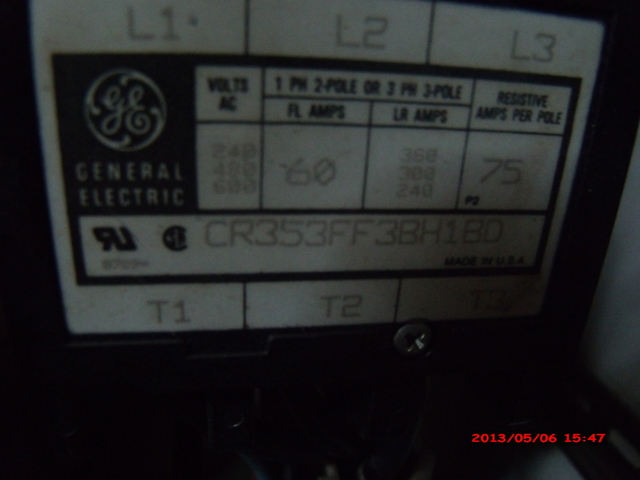 L1 L2 L3
GE GENERAL ELECTRIC
VOLTS AC
1 PH 2-POLE OR 3 PH 3-POLE
FL AMPS LR AMPS
RESISTIVE AMPS PER POLE
240 360
480 60 300 75
600 240
P2
CR353FF3BH1B0
MADE IN U.S.A
T1 T2 T3
2013/05/06 15:47